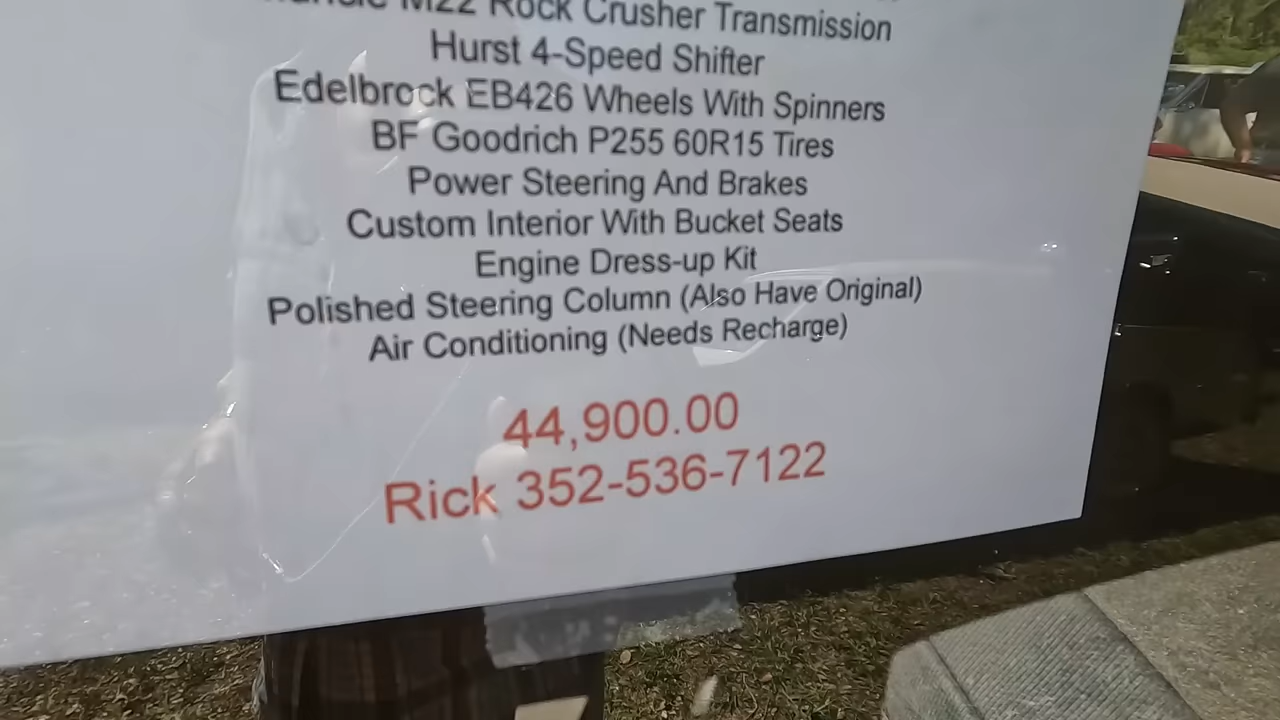 M22 Rock Crusher Transmission
Hurst 4-Speed Shifter
Edelbrock EB426 Wheels With Spinners
BF Goodrich P255 60R15 Tires
Power Steering And Brakes
Custom Interior With Bucket Seats
Engine Dress-up Kit
Polished Steering Column (Also Have Original)
Air Conditioning (Needs Recharge)
44,900.00
Rick 352-536-7122